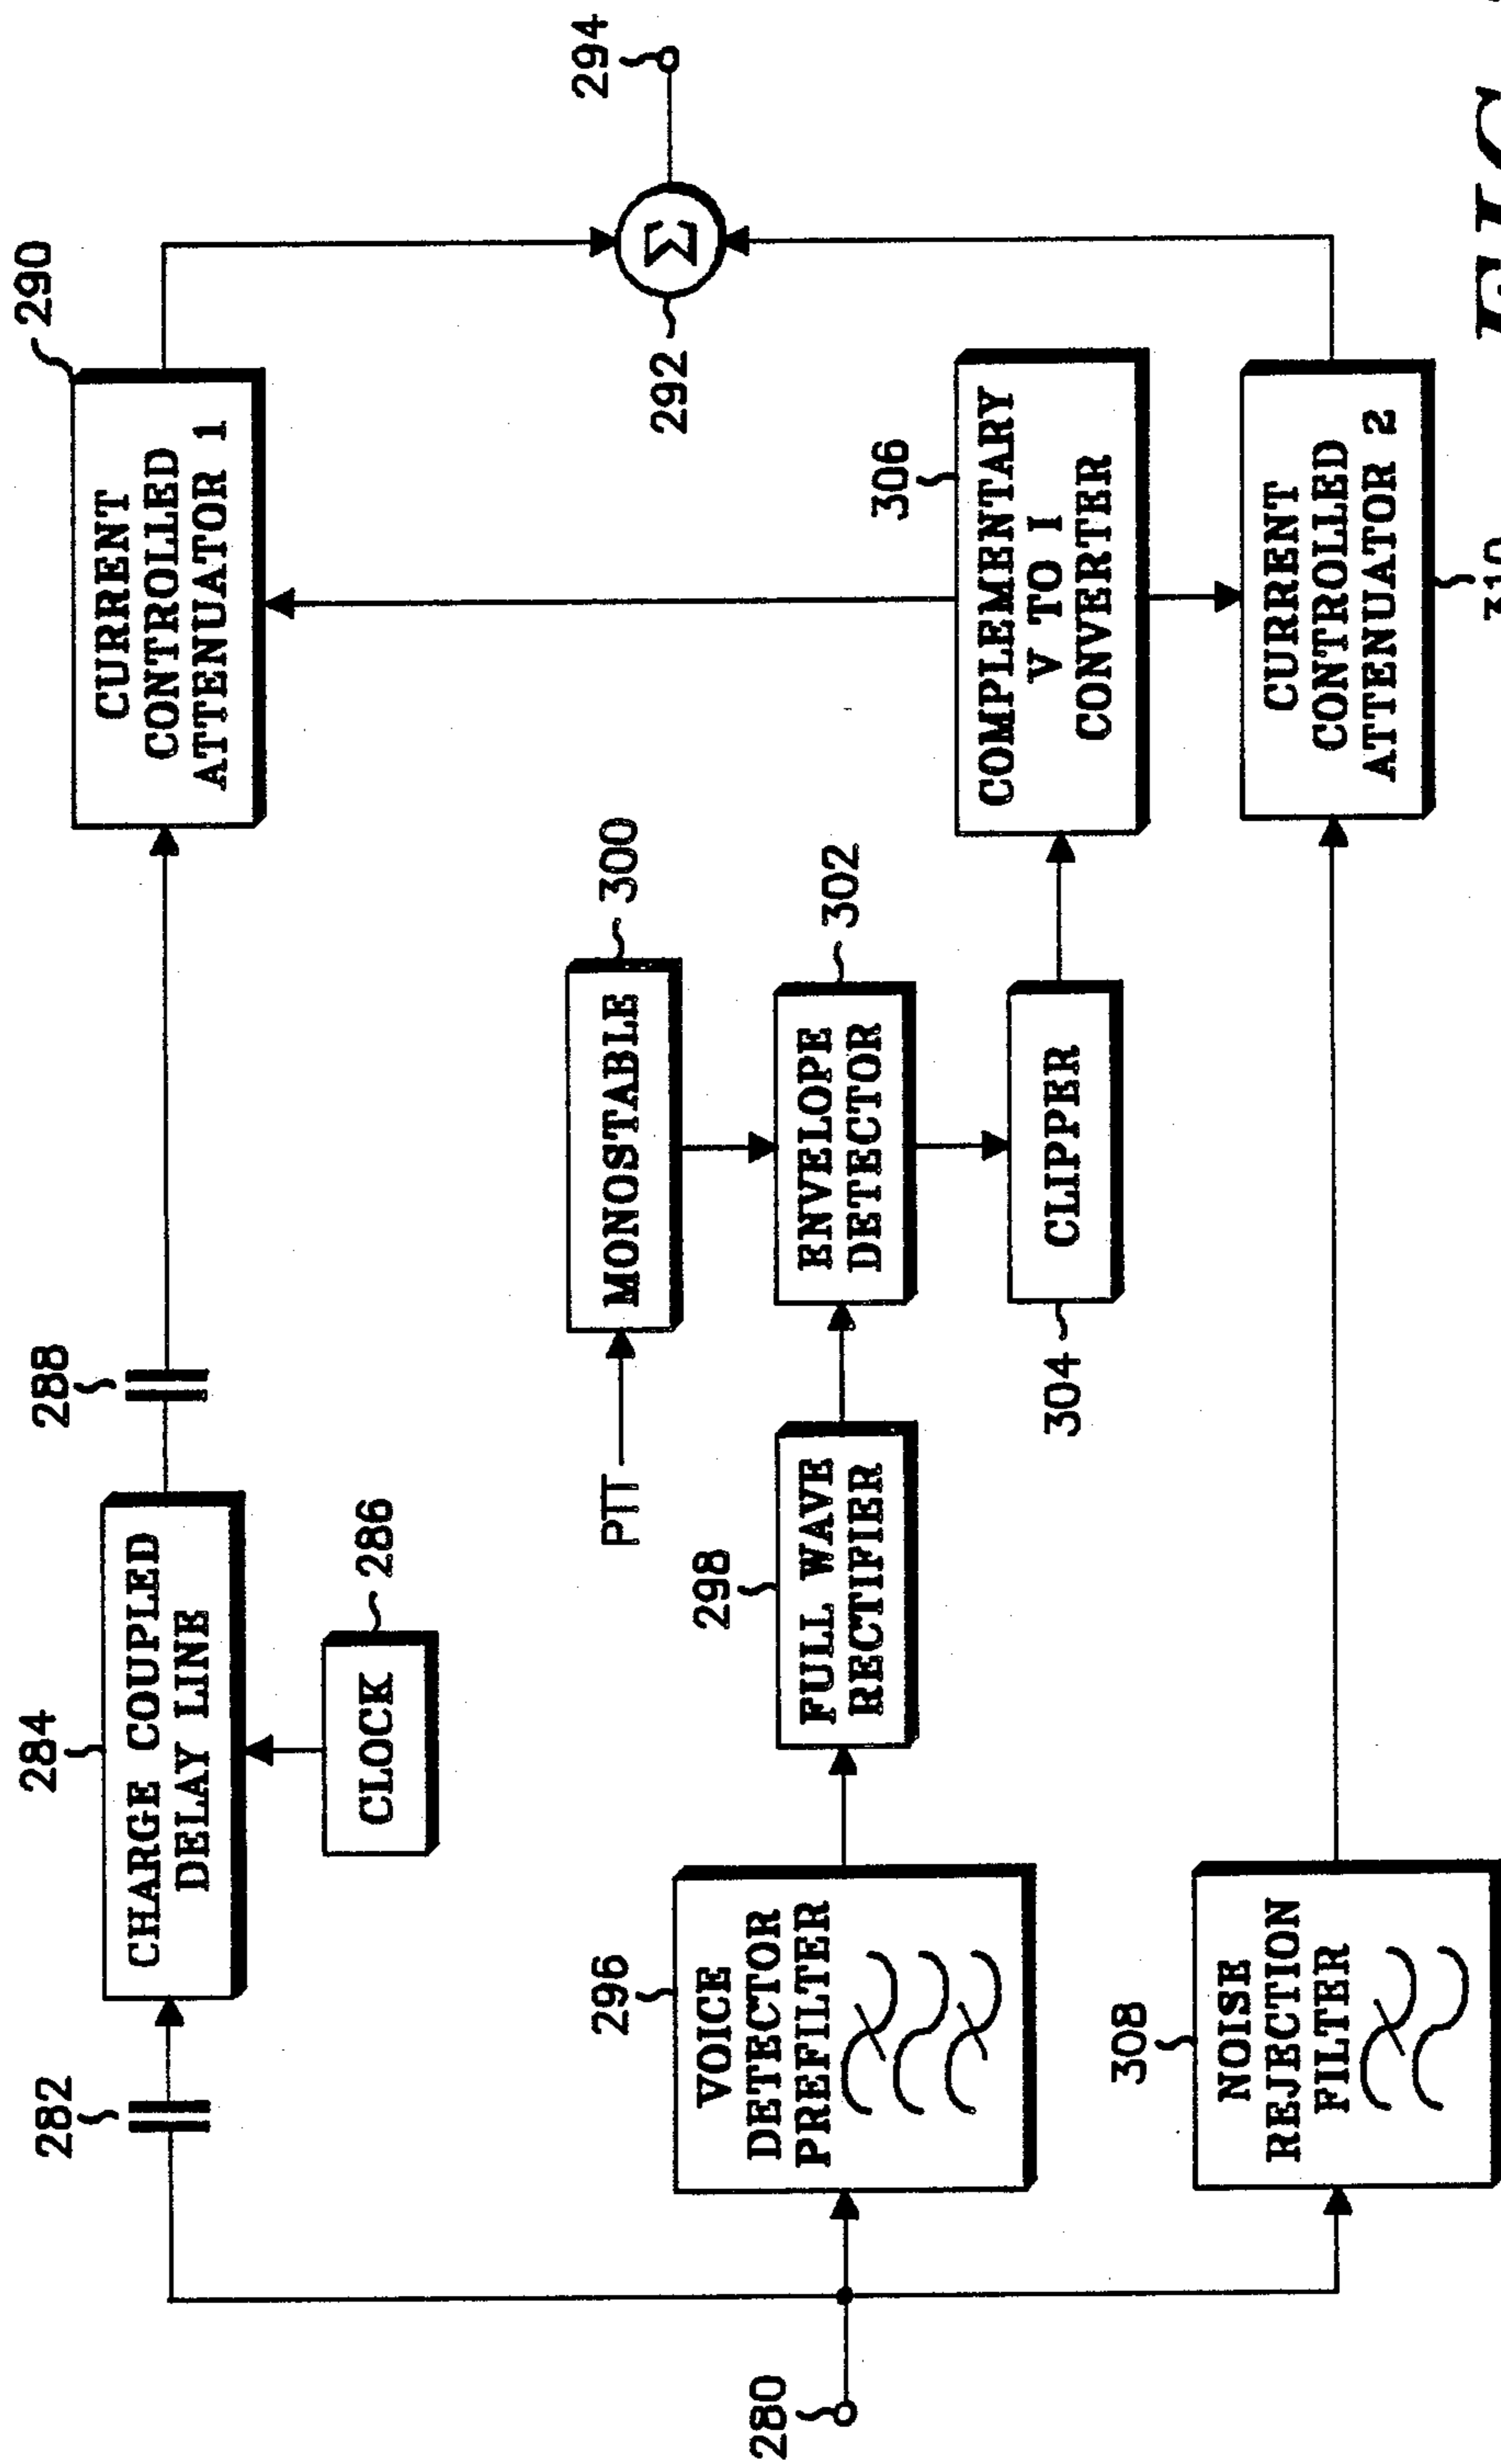 282
284
CHARGE COUPLED
DELAY LINE
286
CLOCK
288
290
CURRENT
CONTROLLED
ATTENUATOR 1
294
Σ
292
PTT
MONOSTABLE
300
280
296
VOICE
DETECTOR
PREFILTER
298
FULL WAVE
RECTIFIER
ENVELOPE
DETECTOR
302
304
CLIPPER
306
COMPLEMENTARY
V TO I
CONVERTER
308
NOISE
REJECTION
FILTER
CURRENT
CONTROLLED
ATTENUATOR 2
310